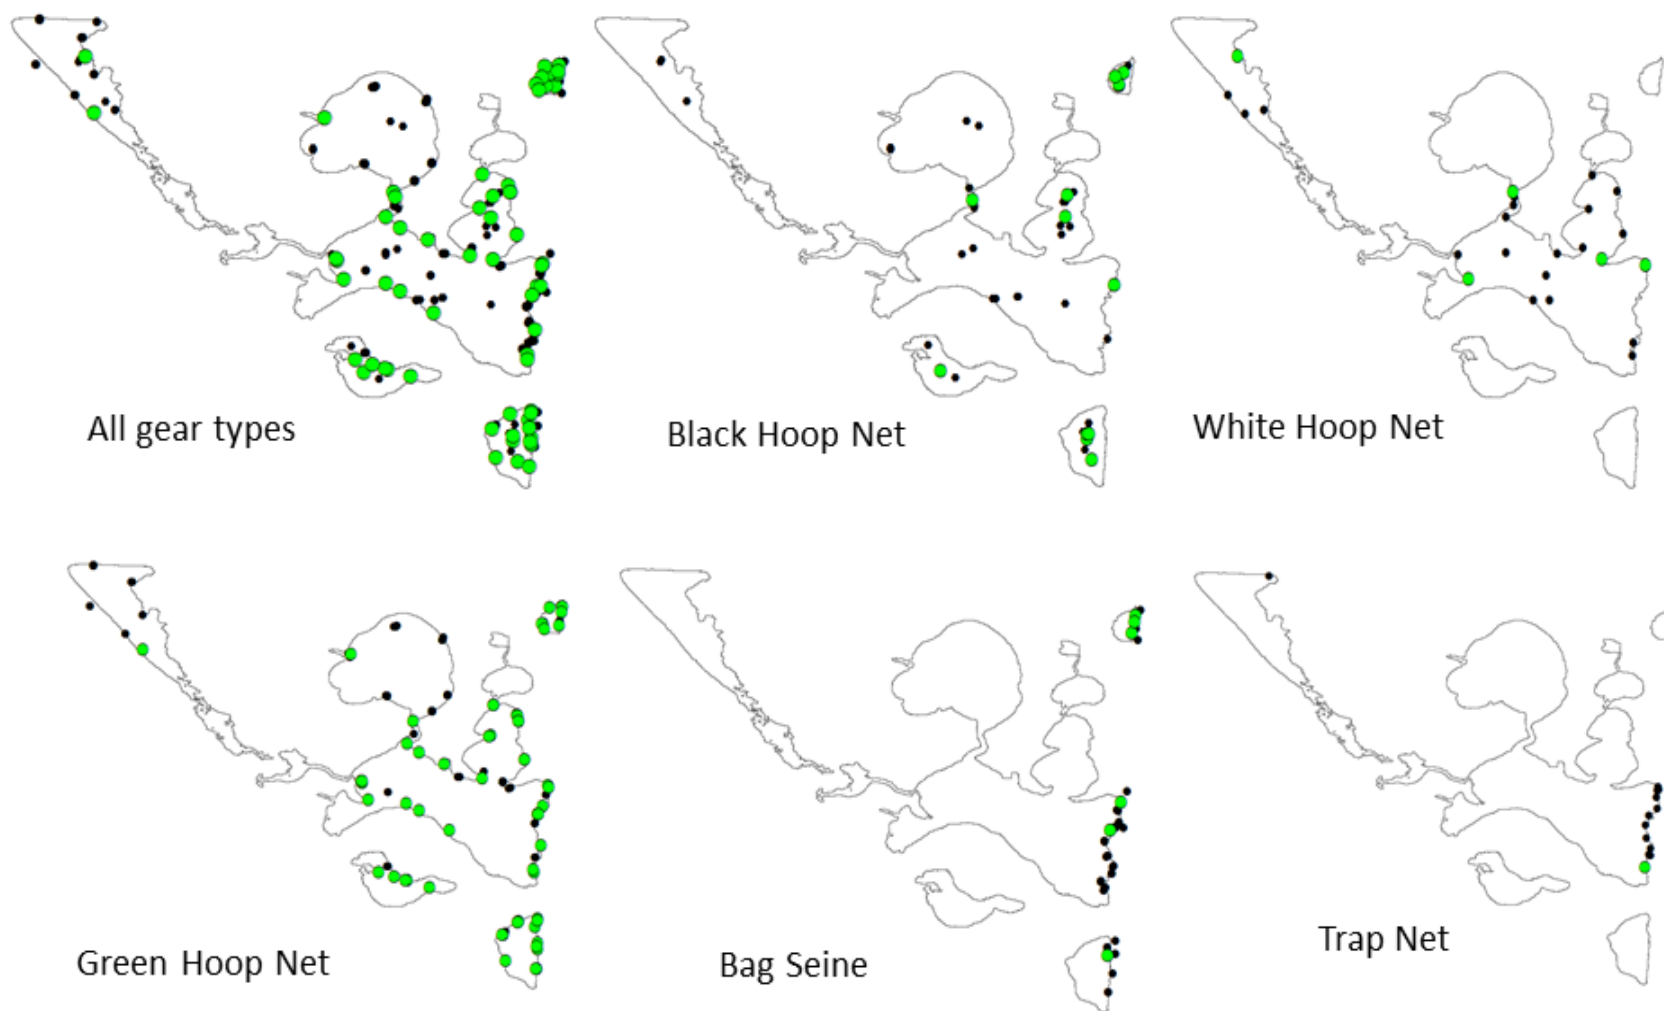 All gear types
Black Hoop Net
White Hoop Net
Green Hoop Net
Bag Seine
Trap Net